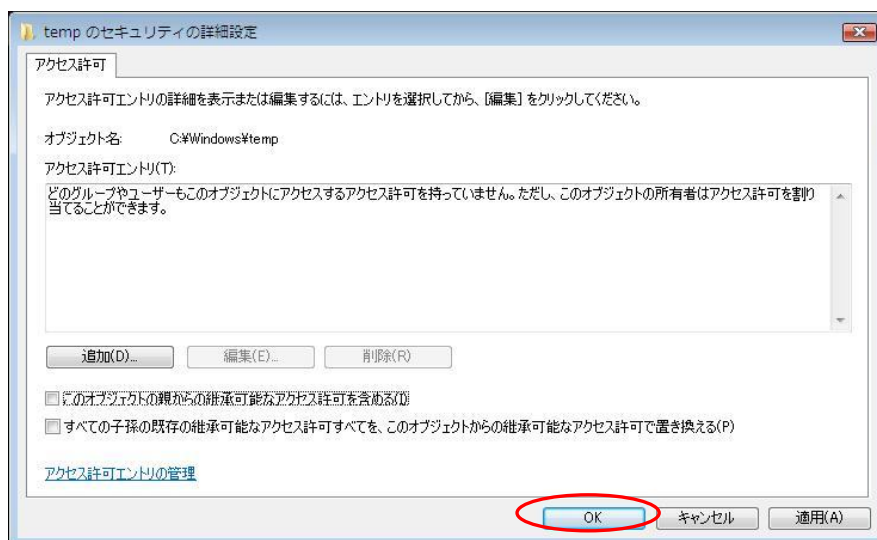 temp のセキュリティの詳細設定
アクセス許可
アクセス許可エントリの詳細を表示または編集するには、エントリを選択してから、[編集] をクリックしてください。
オブジェクト名: C:¥Windows¥temp
アクセス許可エントリ(T):
どのグループやユーザーもこのオブジェクトにアクセスするアクセス許可を持っていません。ただし、このオブジェクトの所有者はアクセス許可を割り
当てることができます。
追加(D)... 編集(E)... 削除(R)
このオブジェクトの親からの継承可能なアクセス許可を含める(I)
すべての子孫の既存の継承可能なアクセス許可すべてを、このオブジェクトからの継承可能なアクセス許可で置き換える(P)
アクセス許可エントリの管理
OK キャンセル 適用(A)